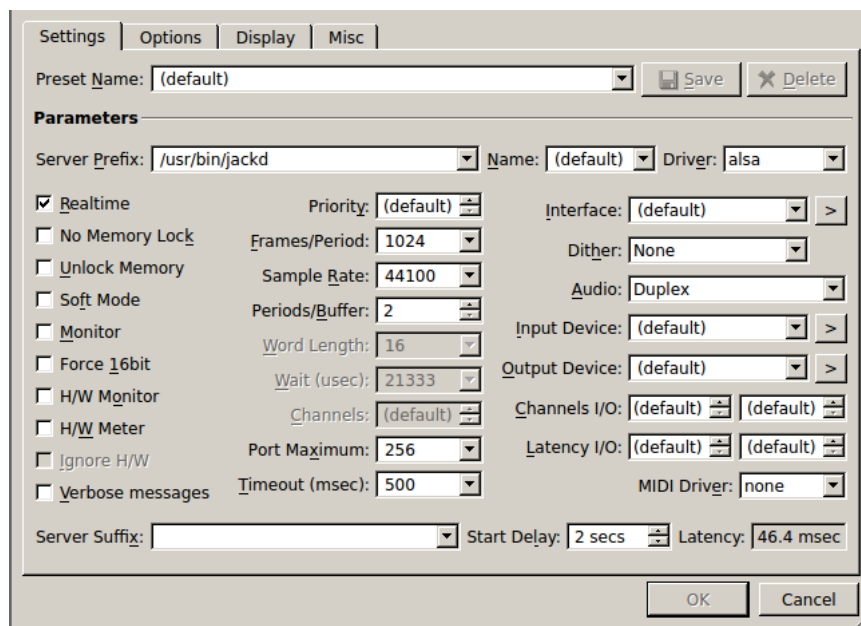 Settings Options Display Misc
Preset Name: (default) Save Delete
Parameters
Server Prefix: /usr/bin/jackd Name: (default) Driver: alsa
Realtime Priority: (default) Interface: (default) >
No Memory Lock Frames/Period: 1024 Dither: None
Unlock Memory Sample Rate: 44100 Audio: Duplex
Soft Mode Periods/Buffer: 2 Input Device: (default) >
Monitor Word Length: 16 Output Device: (default) >
Force 16bit Wait (usec): 21333 Channels I/O: (default) (default)
H/W Monitor Channels: (default) Latency I/O: (default) (default)
H/W Meter Port Maximum: 256 MIDI Driver: none
Ignore H/W Timeout (msec): 500
Verbose messages
Server Suffix: Start Delay: 2 secs Latency: 46.4 msec
OK Cancel